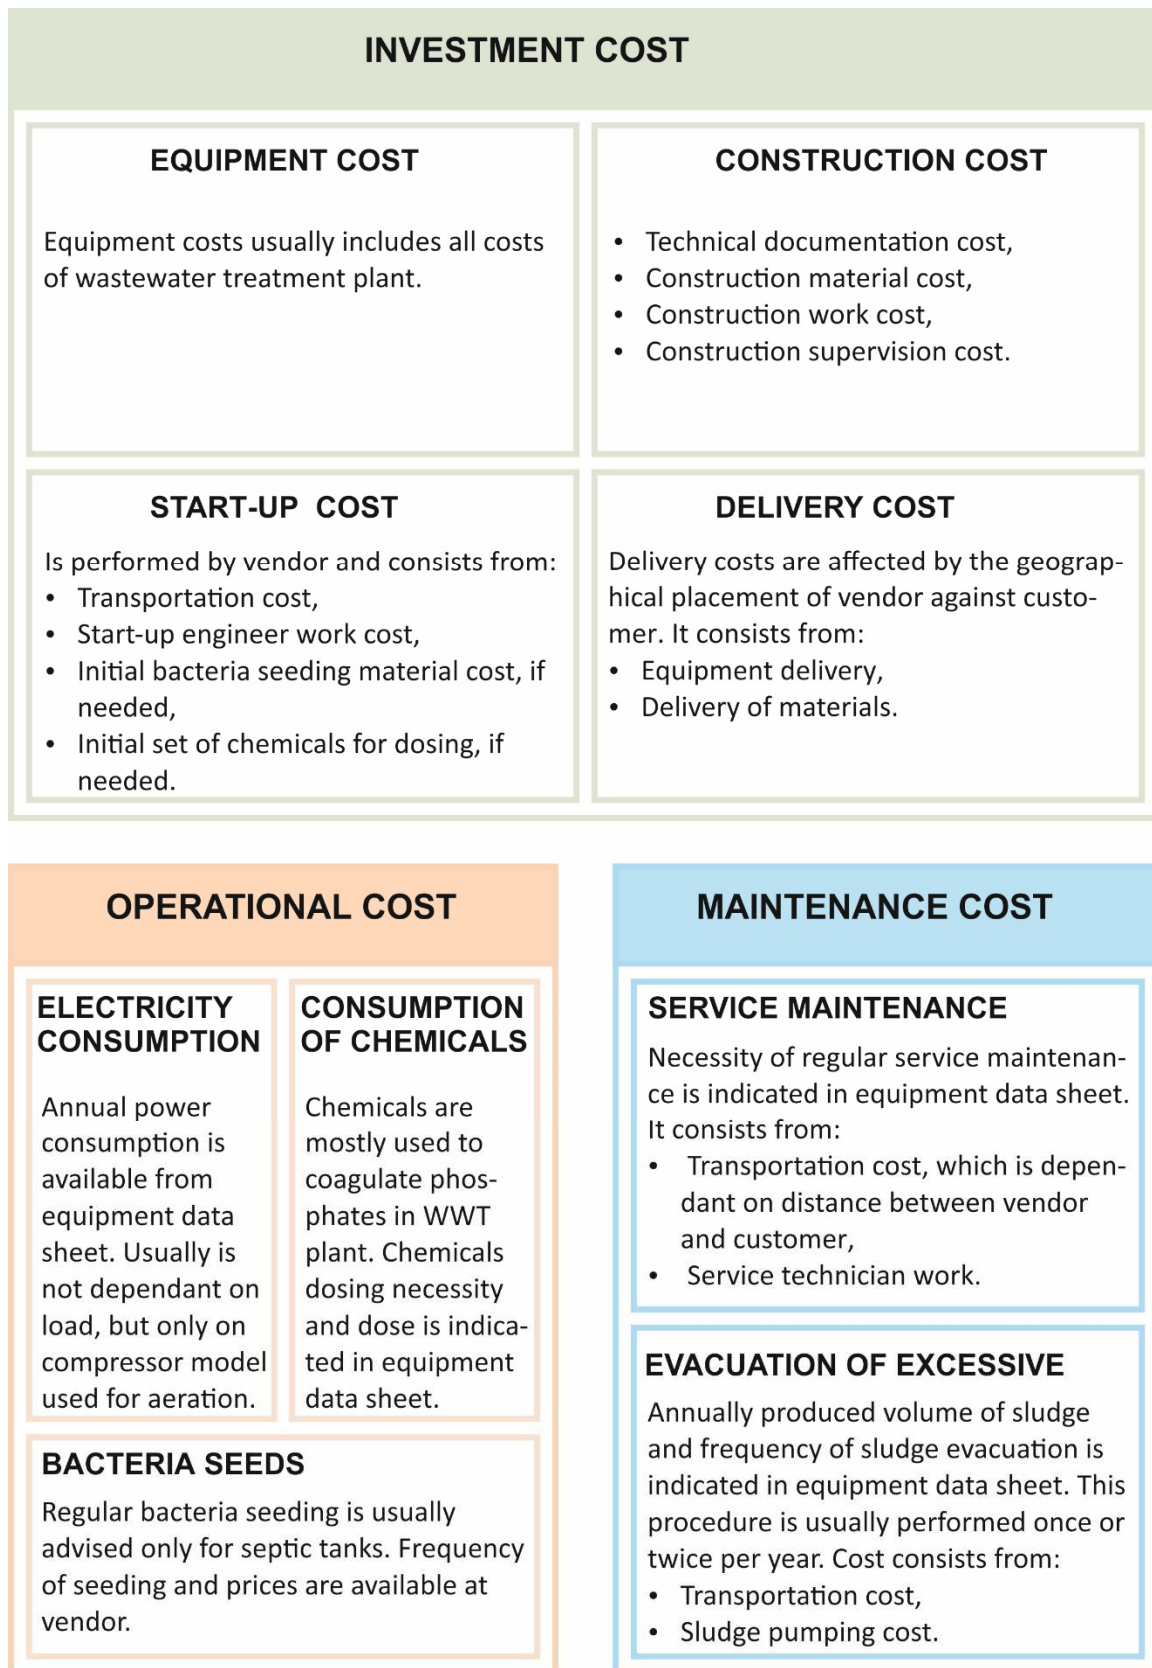 INVESTMENT COST
EQUIPMENT COST
Equipment costs usually includes all costs
of wastewater treatment plant.
CONSTRUCTION COST
• Technical documentation cost,
• Construction material cost,
• Construction work cost,
• Construction supervision cost.
START-UP COST
Is performed by vendor and consists from:
• Transportation cost,
• Start-up engineer work cost,
• Initial bacteria seeding material cost, if
needed,
• Initial set of chemicals for dosing, if
needed.
DELIVERY COST
Delivery costs are affected by the geograp-
hical placement of vendor against custo-
mer. It consists from:
• Equipment delivery,
• Delivery of materials.
OPERATIONAL COST
ELECTRICITY
CONSUMPTION
Annual power
consumption is
available from
equipment data
sheet. Usually is
not dependant on
load, but only on
compressor model
used for aeration.
CONSUMPTION
OF CHEMICALS
Chemicals are
mostly used to
coagulate phos-
phates in WWT
plant. Chemicals
dosing necessity
and dose is indica-
ted in equipment
data sheet.
BACTERIA SEEDS
Regular bacteria seeding is usually
advised only for septic tanks. Frequency
of seeding and prices are available at
vendor.
MAINTENANCE COST
SERVICE MAINTENANCE
Necessity of regular service maintenan-
ce is indicated in equipment data sheet.
It consists from:
• Transportation cost, which is depen-
dant on distance between vendor
and customer,
• Service technician work.
EVACUATION OF EXCESSIVE
Annually produced volume of sludge
and frequency of sludge evacuation is
indicated in equipment data sheet. This
procedure is usually performed once or
twice per year. Cost consists from:
• Transportation cost,
• Sludge pumping cost.